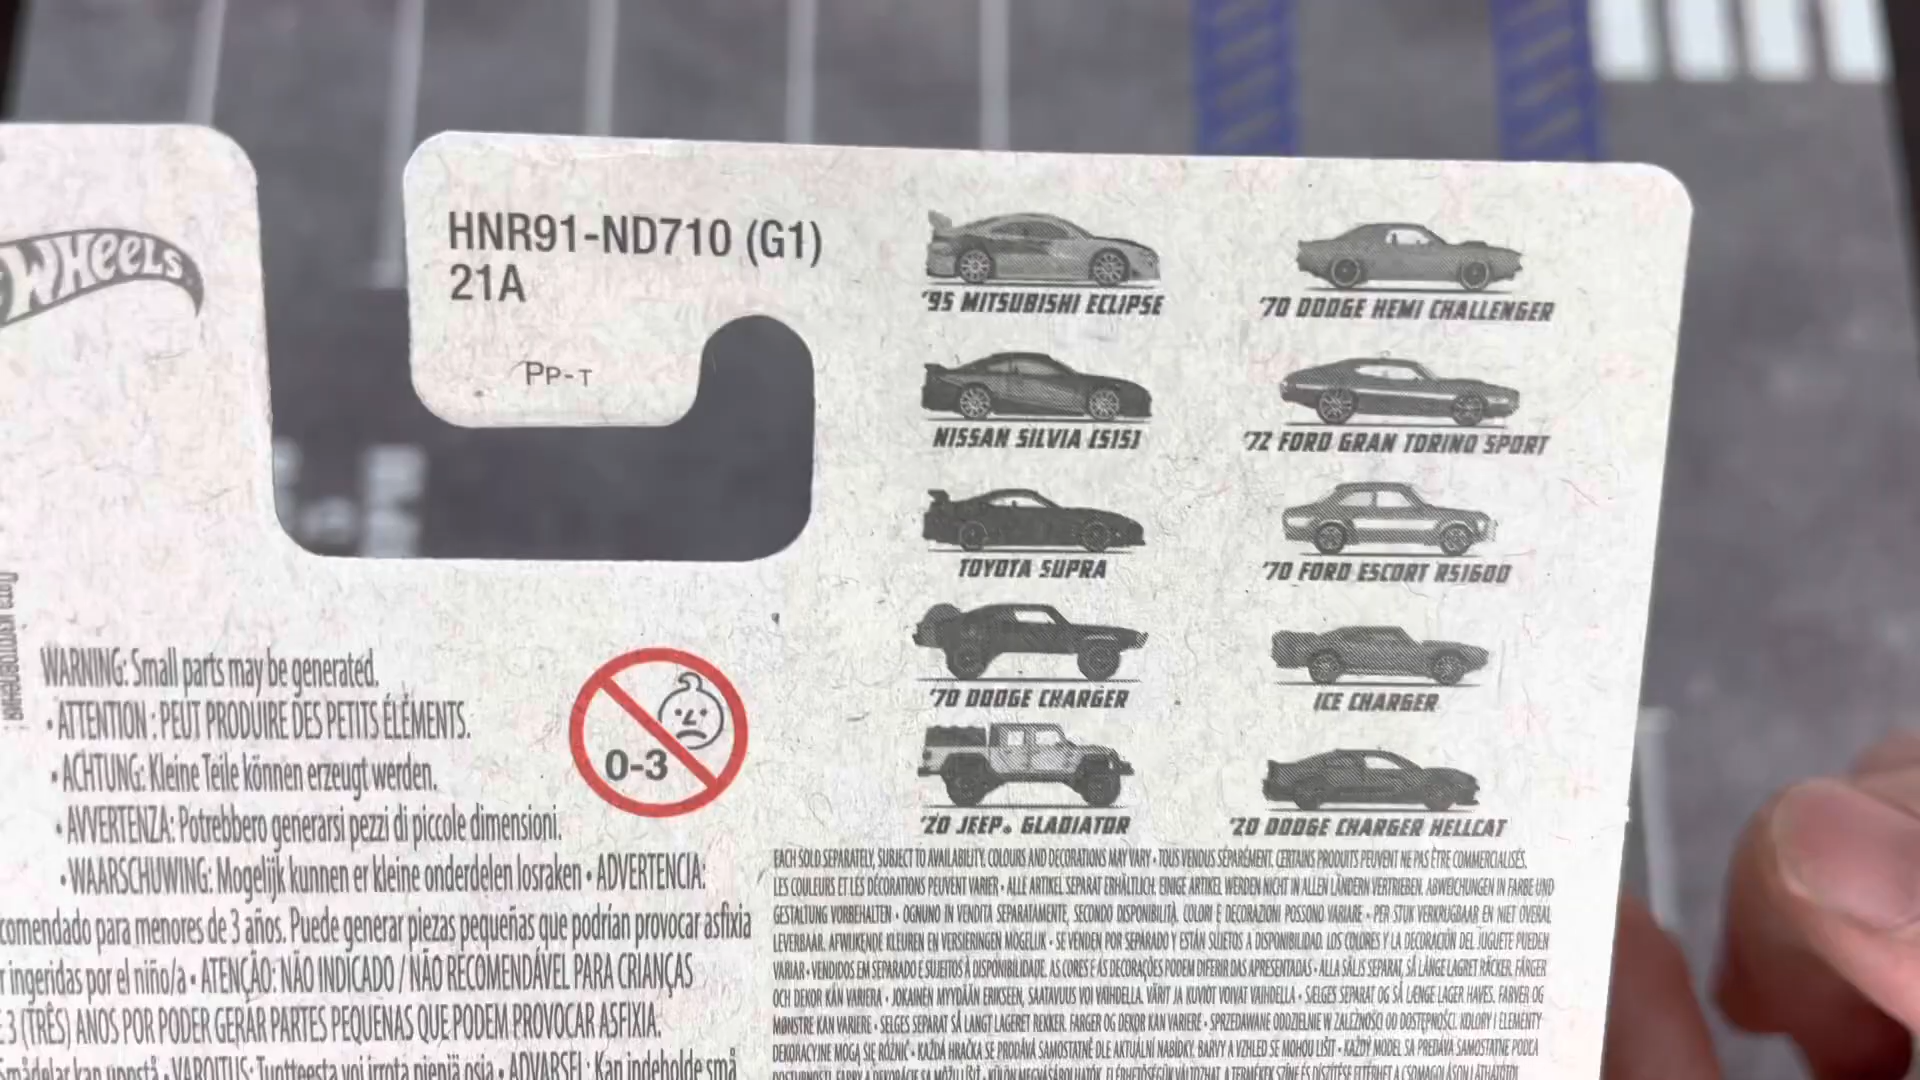 WHEELS
HNR91-ND710 (G1)
21A
PP-T
'95 MITSUBISHI ECLIPSE
'70 DODGE HEMI CHALLENGER
NISSAN SILVIA [S15]
'72 FORD GRAN TORINO SPORT
TOYOTA SUPRA
'70 FORD ESCORT RS1600
'70 DODGE CHARGER
ICE CHARGER
'20 JEEP® GLADIATOR
'20 DODGE CHARGER HELLCAT
WARNING: Small parts may be generated.
• ATTENTION : PEUT PRODUIRE DES PETITS ÉLÉMENTS.
• ACHTUNG: Kleine Teile können erzeugt werden.
• AVVERTENZA: Potrebbero generarsi pezzi di piccole dimensioni.
• WAARSCHUWING: Mogelijk kunnen er kleine onderdelen losraken • ADVERTENCIA:
comendado para menores de 3 años. Puede generar piezas pequeñas que podrían provocar asfixia
r ingeridas por el niño/a • ATENÇÃO: NÃO INDICADO / NÃO RECOMENDÁVEL PARA CRIANÇAS
E 3 (TRÊS) ANOS POR PODER GERAR PARTES PEQUENAS QUE PODEM PROVOCAR ASFIXIA.
smådelar kan uppstå • VAROITUS: Tuotteesta voi irrota pieniä osia • ADVARSEL: Kan indeholde små
0-3
EACH SOLD SEPARATELY, SUBJECT TO AVAILABILITY. COLOURS AND DECORATIONS MAY VARY • TOUS VENDUS SÉPARÉMENT. CERTAINS PRODUITS PEUVENT NE PAS ÊTRE COMMERCIALISÉS.
LES COULEURS ET LES DÉCORATIONS PEUVENT VARIER • ALLE ARTIKEL SEPARAT ERHÄLTLICH. EINIGE ARTIKEL WERDEN NICHT IN ALLEN LÄNDERN VERTRIEBEN. ABWEICHUNGEN IN FARBE UND
GESTALTUNG VORBEHALTEN • OGNUNO IN VENDITA SEPARATAMENTE, SECONDO DISPONIBILITÀ. COLORI E DECORAZIONI POSSONO VARIARE • PER STUK VERKRIJGBAAR EN NIET OVERAL
LEVERBAAR. AFWIJKENDE KLEUREN EN VERSIERINGEN MOGELIJK • SE VENDEN POR SEPARADO Y ESTÁN SUJETOS A DISPONIBILIDAD. LOS COLORES Y LA DECORACIÓN DEL JUGUETE PUEDEN
VARIAR • VENDIDOS EM SEPARADO E SUJEITOS À DISPONIBILIDADE. AS CORES E AS DECORAÇÕES PODEM DIFERIR DAS APRESENTADAS • ALLA SÄLJS SEPARAT, SÅ LÄNGE LAGRET RÄCKER. FÄRGER
OCH DEKOR KAN VARIERA • JOKAINEN MYYDÄÄN ERIKSEEN, SAATAVUUS VOI VAIHDELLA. VÄRIT JA KUVIOT VOIVAT VAIHDELLA • SÆLGES SEPARAT OG SÅ LÆNGE LAGER HAVES. FARVER OG
MØNSTRE KAN VARIERE • SELGES SEPARAT SÅ LANGT LAGERET REKKER. FARGER OG DEKOR KAN VARIERE • SPRZEDAWANE ODDZIELNIE W ZALEŻNOŚCI OD DOSTĘPNOŚCI. KOLORY I ELEMENTY
DEKORACYJNE MOGĄ SIĘ RÓŻNIĆ • KAŽDÁ HRAČKA SE PRODÁVÁ SAMOSTATNĚ DLE AKTUÁLNÍ NABÍDKY. BARVY A VZHLED SE MOHOU LIŠIT • KAŽDÝ MODEL SA PREDÁVA SAMOSTATNE PODĽA